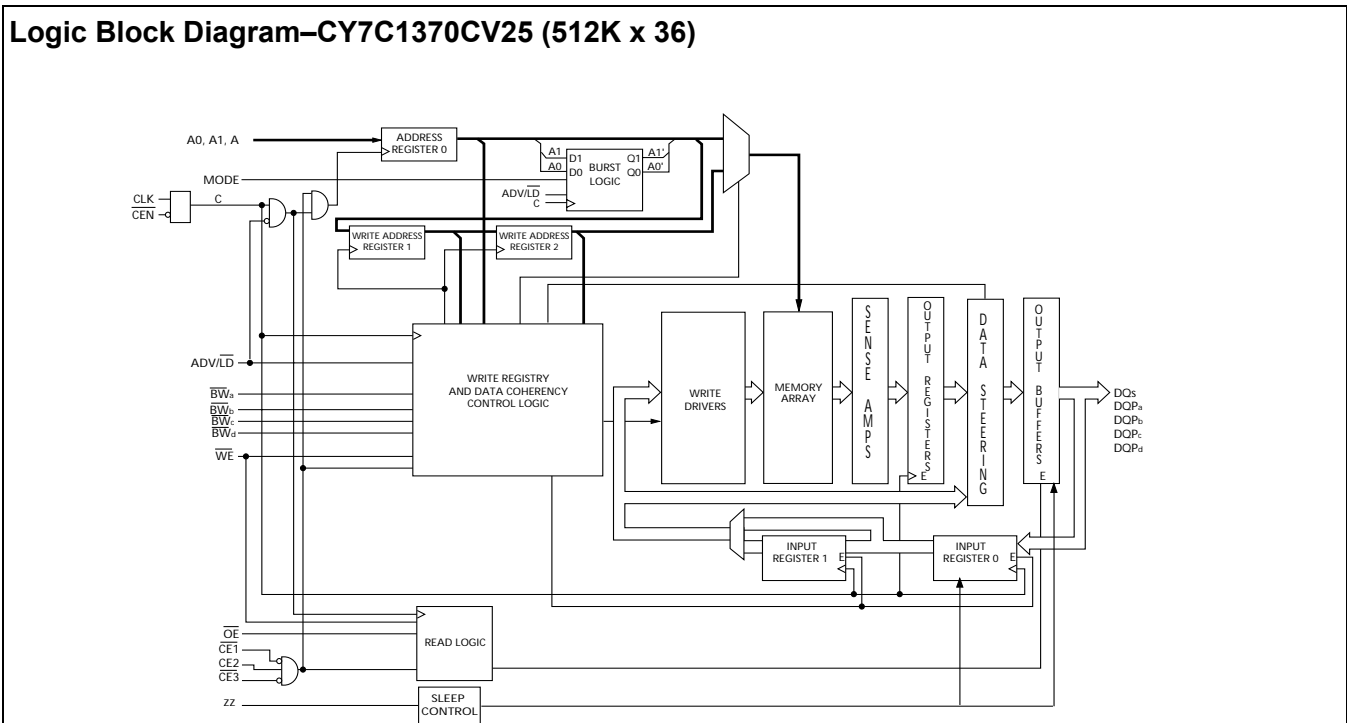 Logic Block Diagram–CY7C1370CV25 (512K x 36)
A0, A1, A
ADDRESS
REGISTER 0
A1
A0
D1
D0
BURST
LOGIC
Q1
Q0
A1'
A0'
MODE
ADV/LD
C
CLK
CEN
C
WRITE ADDRESS
REGISTER 1
WRITE ADDRESS
REGISTER 2
ADV/LD
BWa
BWb
BWc
BWd
WE
WRITE REGISTRY
AND DATA COHERENCY
CONTROL LOGIC
WRITE
DRIVERS
MEMORY
ARRAY
SENSE AMPS
OUTPUT REGISTERS
E
DATA STEERING
OUTPUT BUFFERS
E
DQs
DQPa
DQPb
DQPc
DQPd
INPUT
REGISTER 1
E
INPUT
REGISTER 0
E
OE
CE1
CE2
CE3
READ LOGIC
ZZ
SLEEP
CONTROL